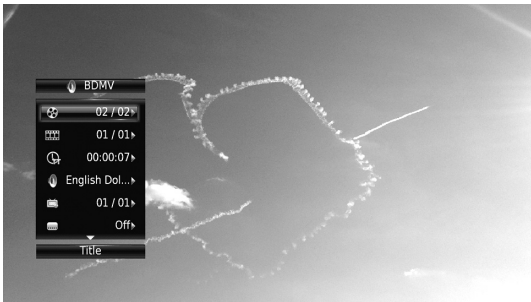 BDMV
02 / 02
01 / 01
00:00:07
English Dol...
01 / 01
Off
Title